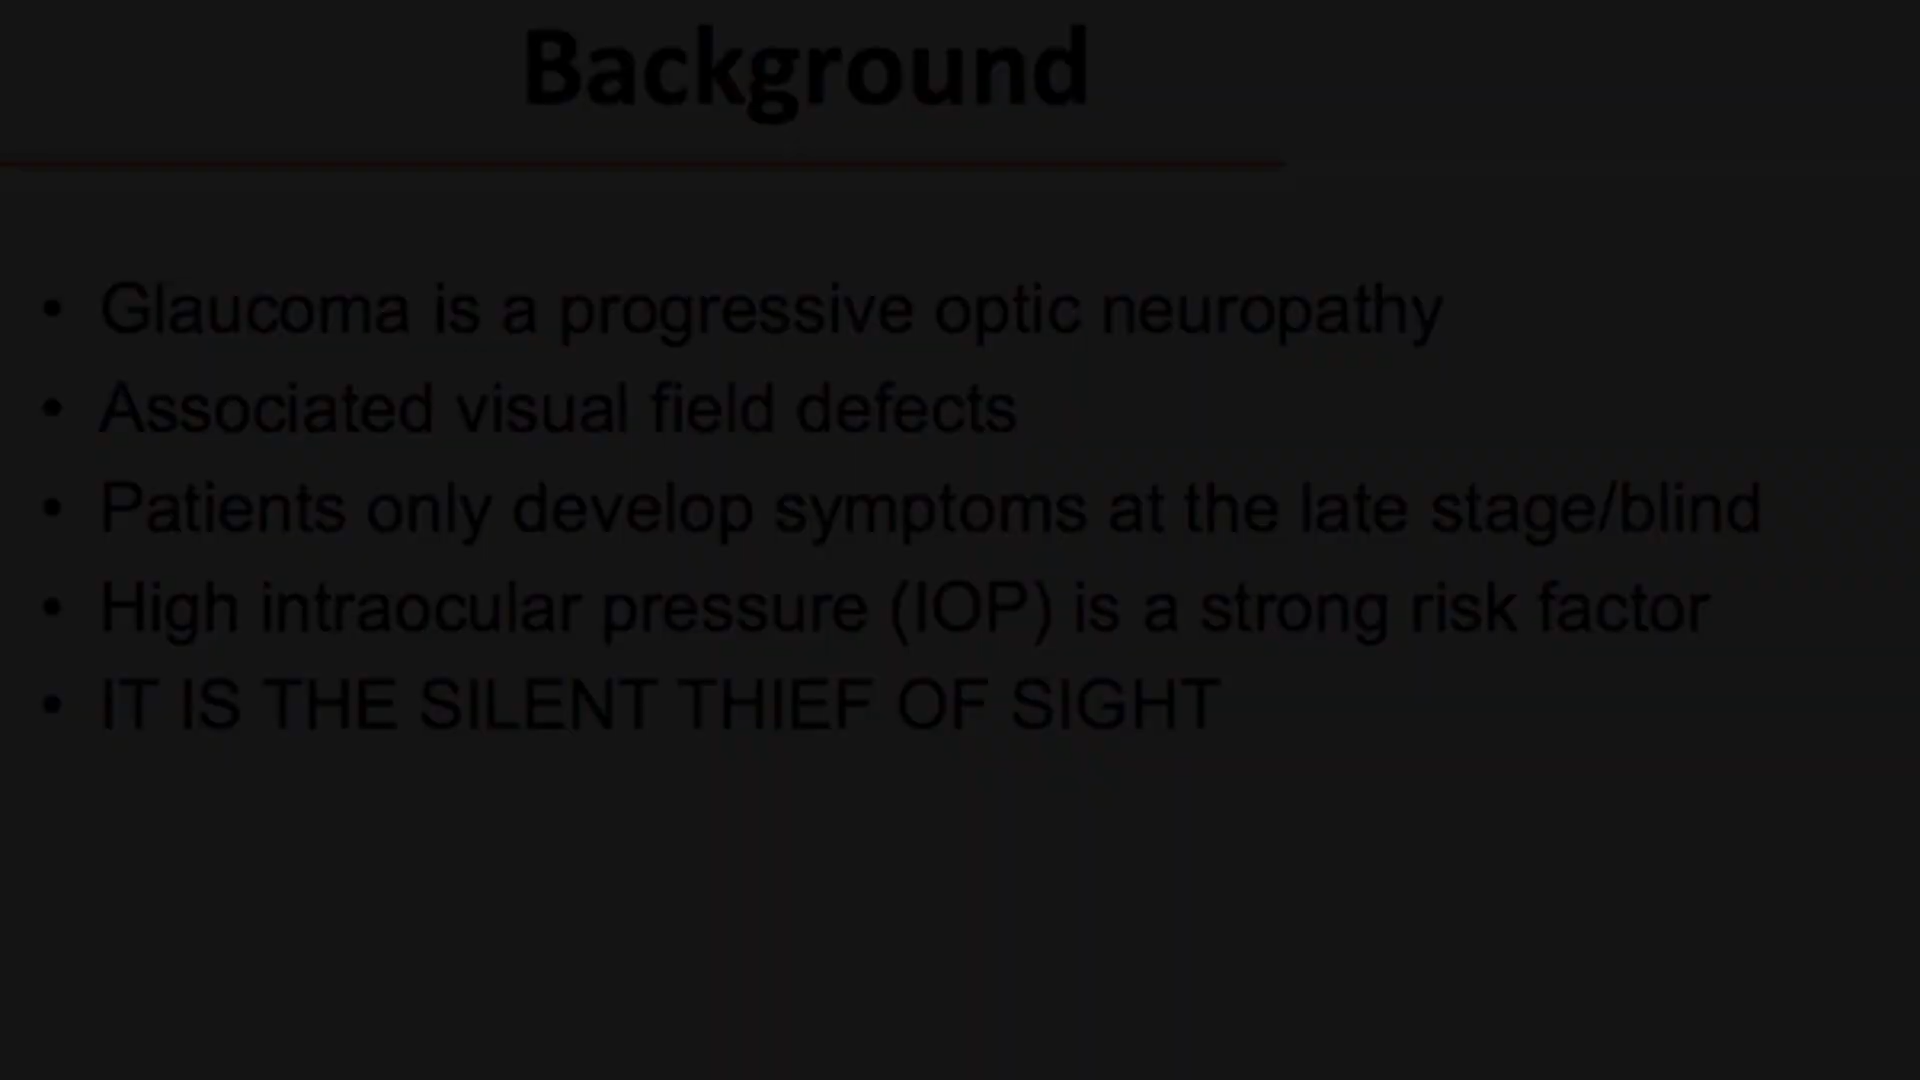 Background
• Glaucoma is a progressive optic neuropathy
• Associated visual field defects
• Patients only develop symptoms at the late stage/blind
• High intraocular pressure (IOP) is a strong risk factor
• IT IS THE SILENT THIEF OF SIGHT